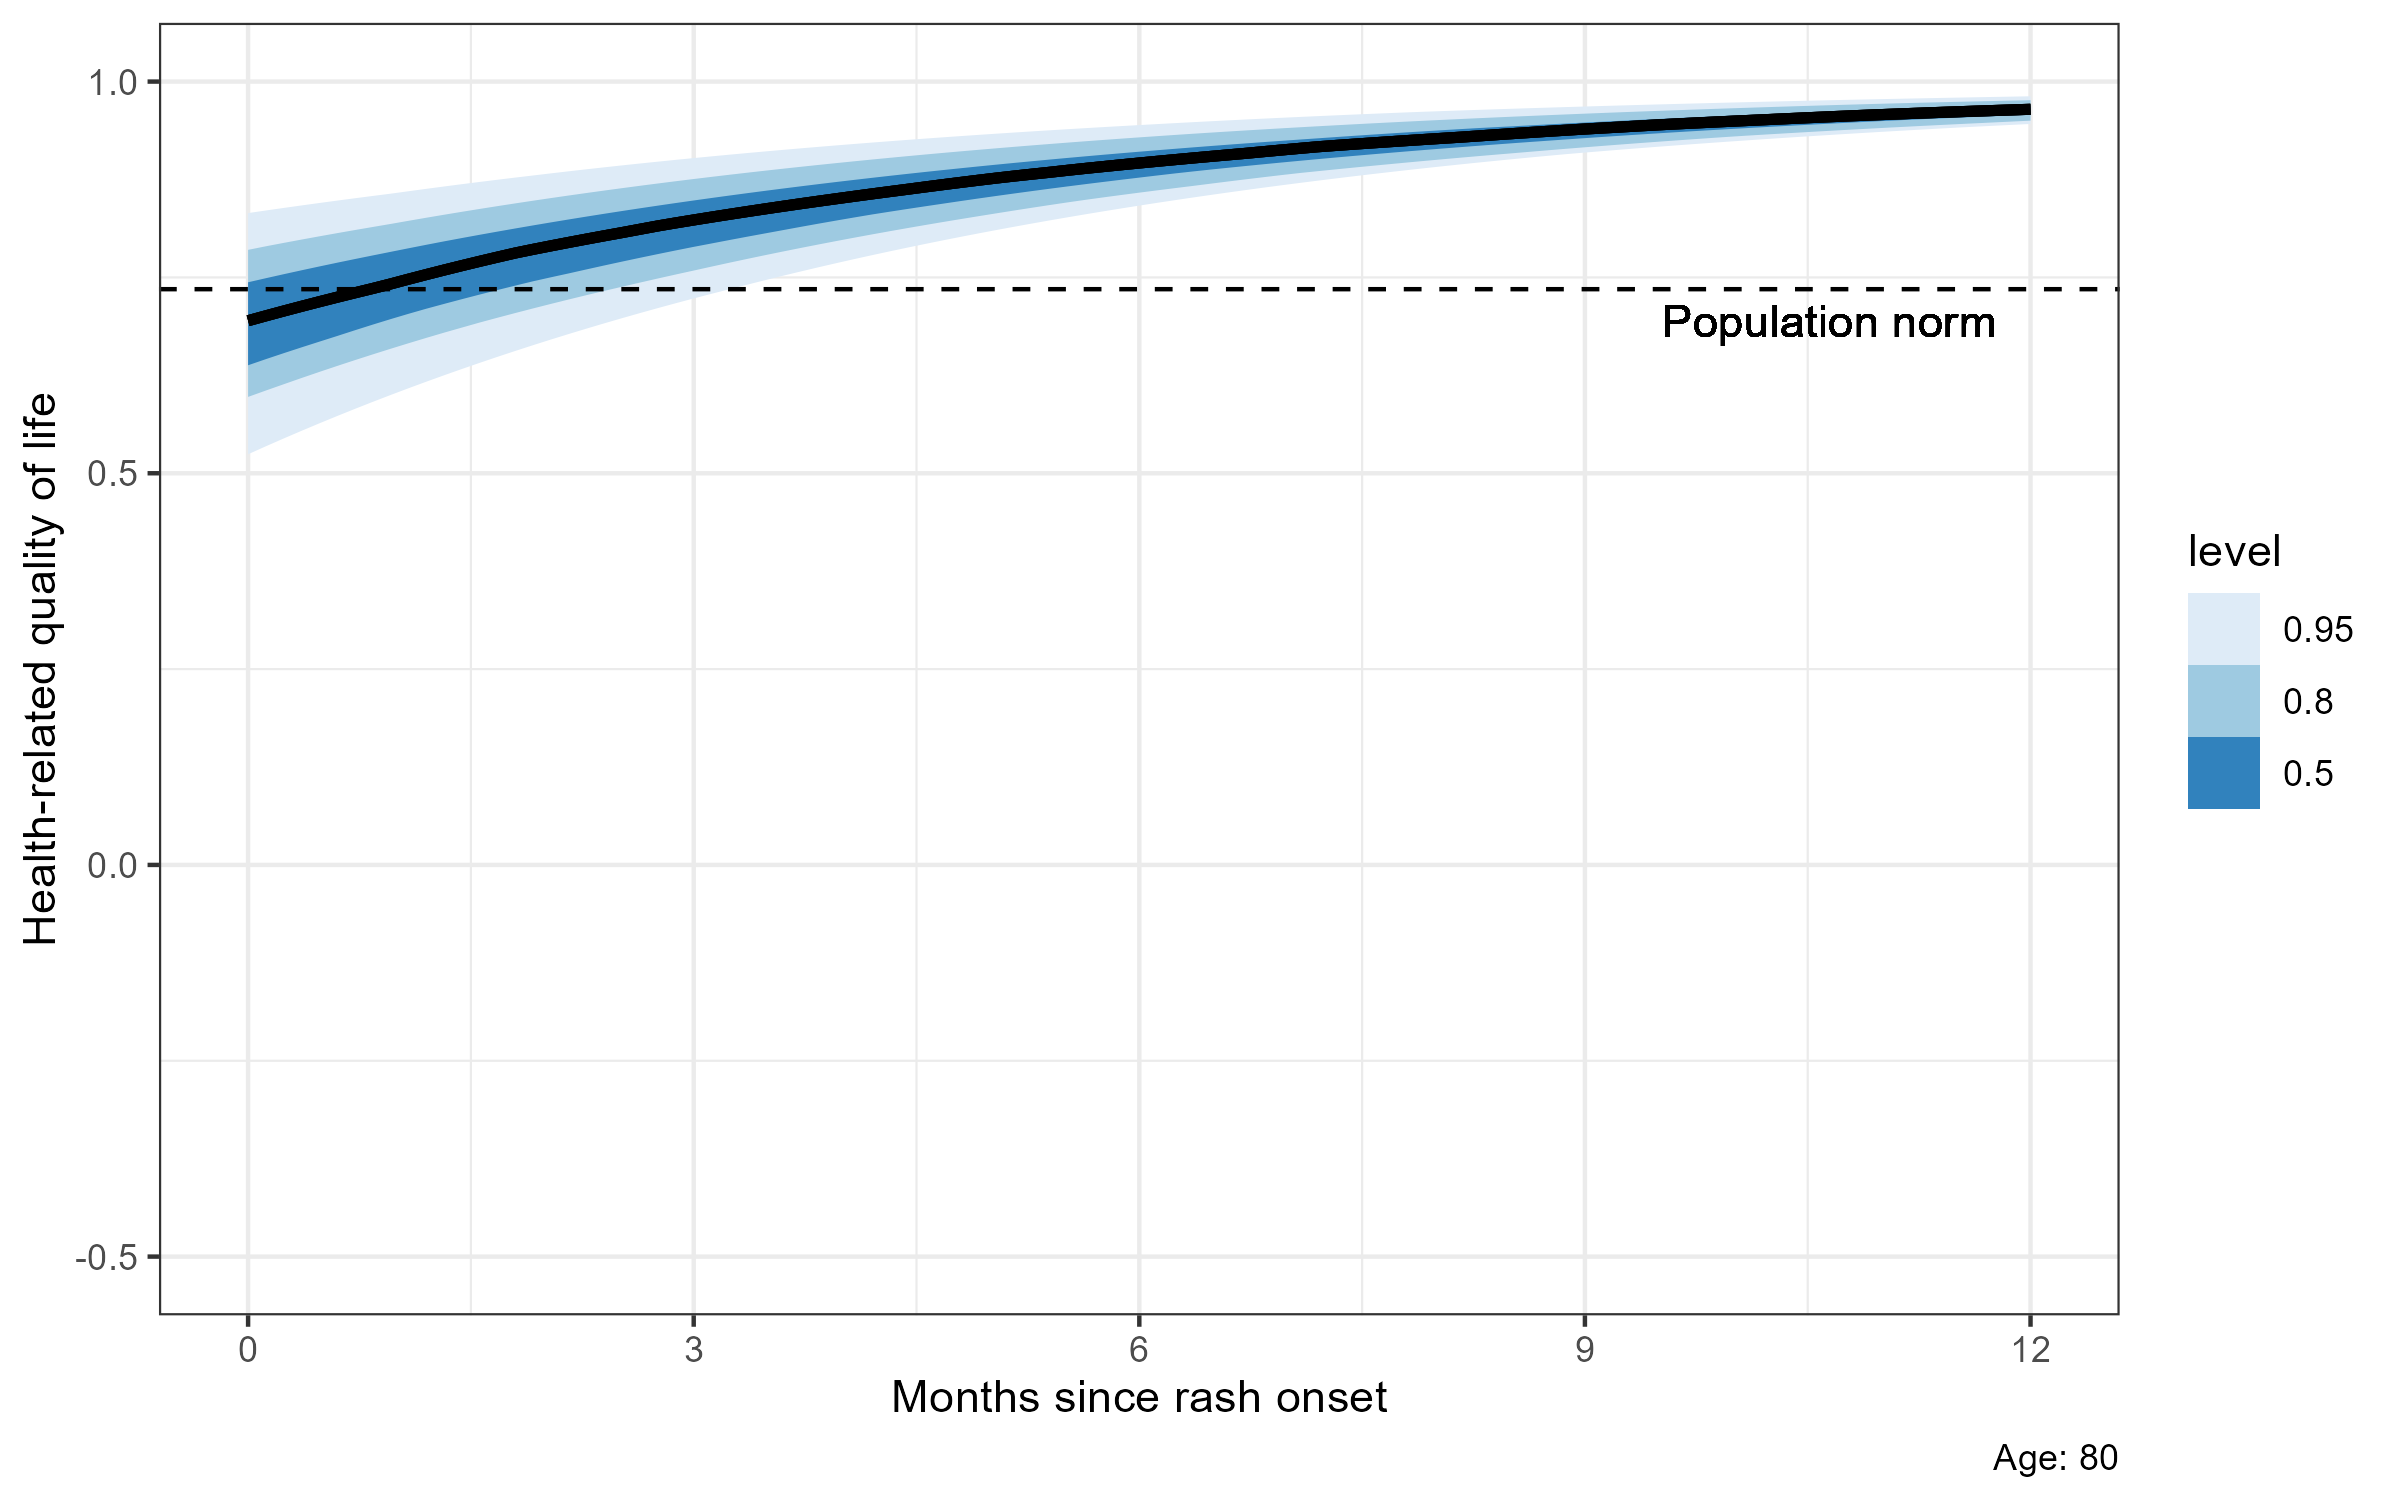 1.0
0.5
0.0
-0.5
Health-related quality of life
Population norm
0
3
6
9
12
Months since rash onset
level
0.95
0.8
0.5
Age: 80